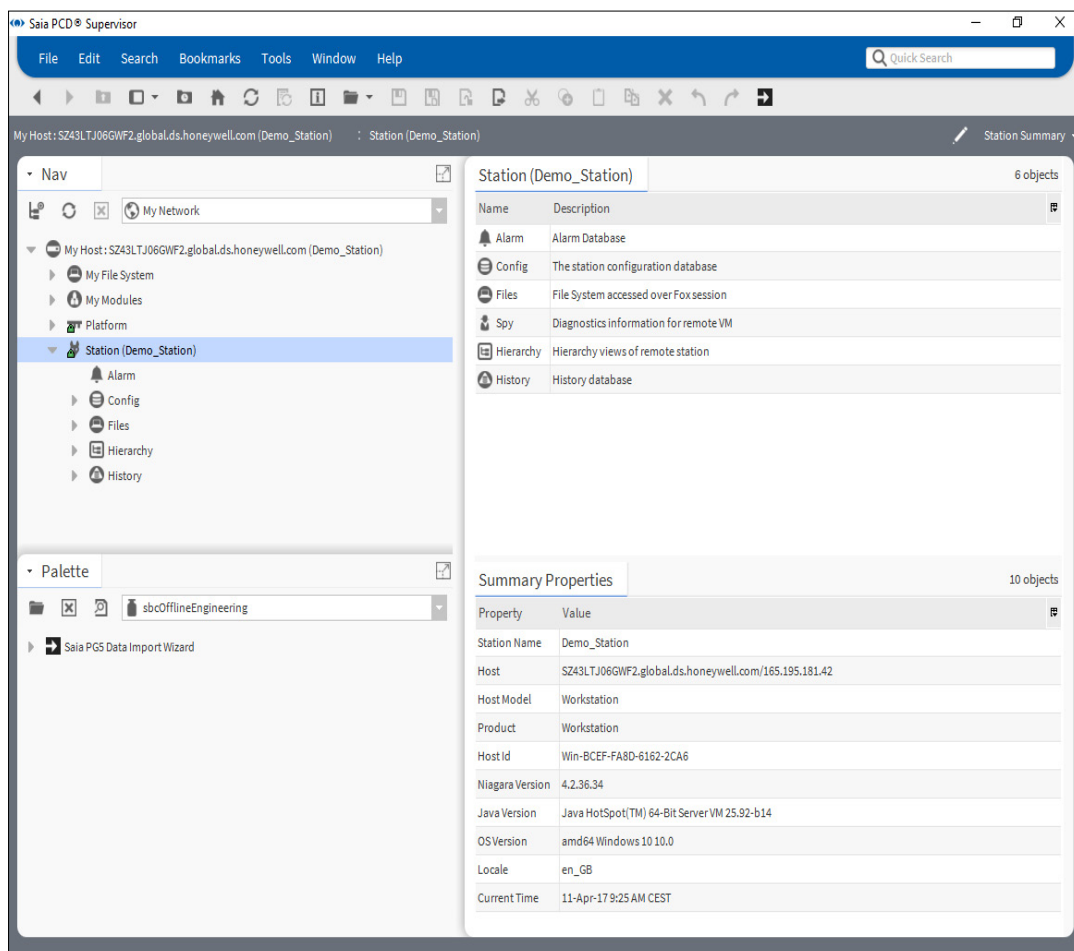 Saia PCD® Supervisor
File Edit Search Bookmarks Tools Window Help
Quick Search
My Host : SZ43LTJ06GWF2.global.ds.honeywell.com (Demo_Station) : Station (Demo_Station)
Station Summary
Nav
My Network
My Host : SZ43LTJ06GWF2.global.ds.honeywell.com (Demo_Station)
My File System
My Modules
Platform
Station (Demo_Station)
Alarm
Config
Files
Hierarchy
History
Palette
sbcOfflineEngineering
Saia PG5 Data Import Wizard
Station (Demo_Station) 6 objects
Name Description
Alarm Alarm Database
Config The station configuration database
Files File System accessed over Fox session
Spy Diagnostics information for remote VM
Hierarchy Hierarchy views of remote station
History History database
Summary Properties 10 objects
Property Value
Station Name Demo_Station
Host SZ43LTJ06GWF2.global.ds.honeywell.com/165.195.181.42
Host Model Workstation
Product Workstation
Host Id Win-BCEF-FA8D-6162-2CA6
Niagara Version 4.2.36.34
Java Version Java HotSpot(TM) 64-Bit Server VM 25.92-b14
OS Version amd64 Windows 10 10.0
Locale en_GB
Current Time 11-Apr-17 9:25 AM CEST